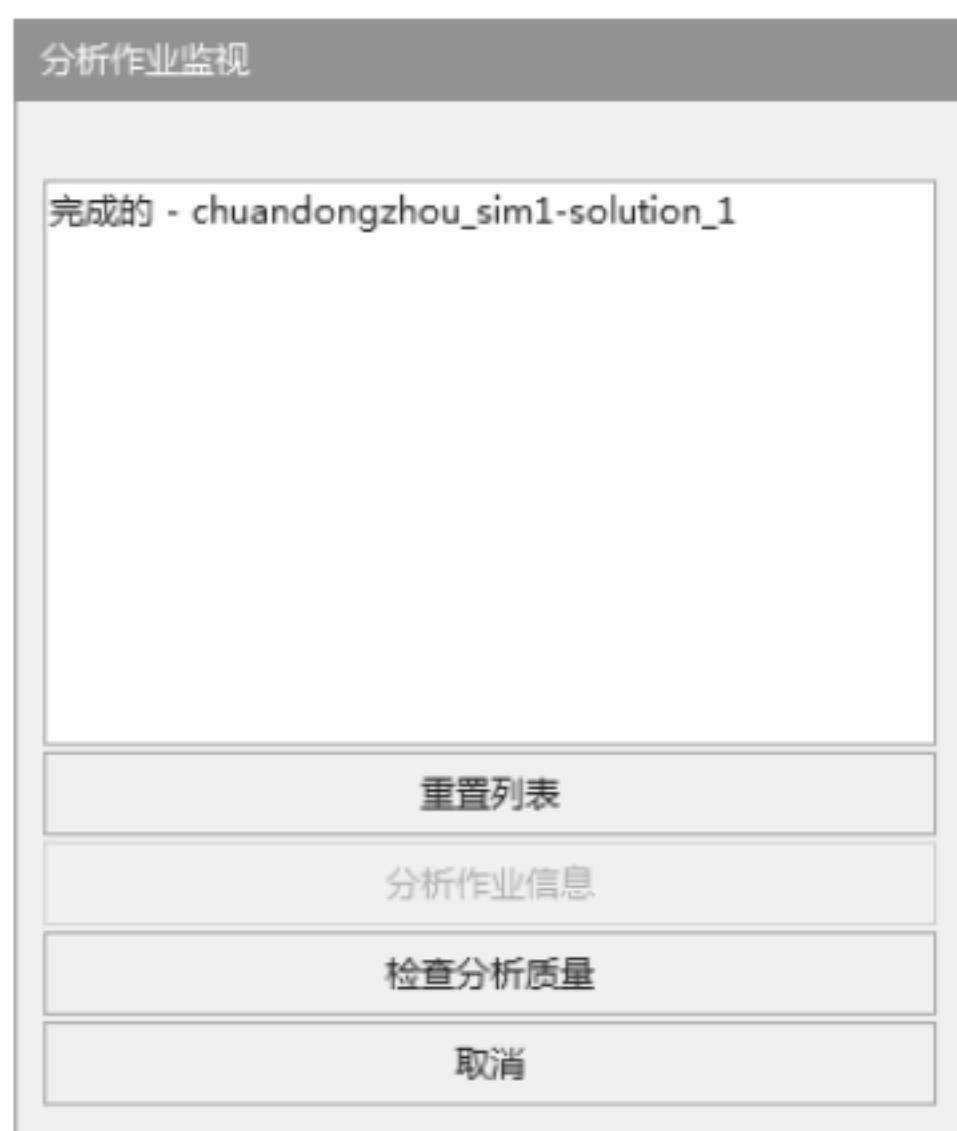 分析作业监视
完成的 - chuandongzhou_sim1-solution_1
重置列表
分析作业信息
检查分析质量
取消